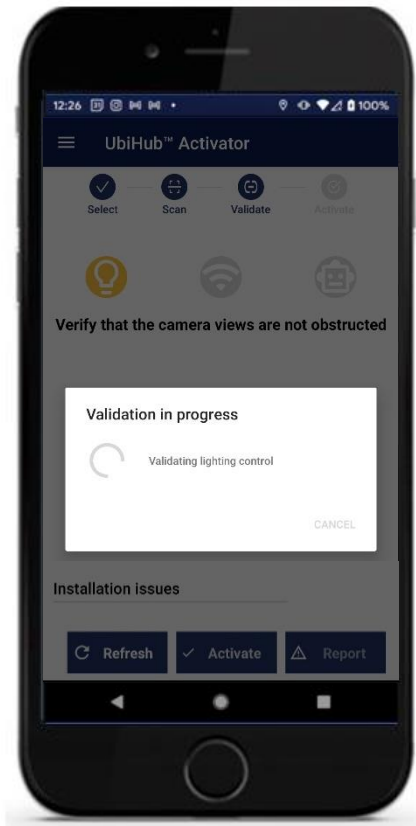 12:26
100%
UbiHub™ Activator
Select Scan Validate Activate
Verify that the camera views are not obstructed
Validation in progress
Validating lighting control
CANCEL
Installation issues
Refresh Activate Report